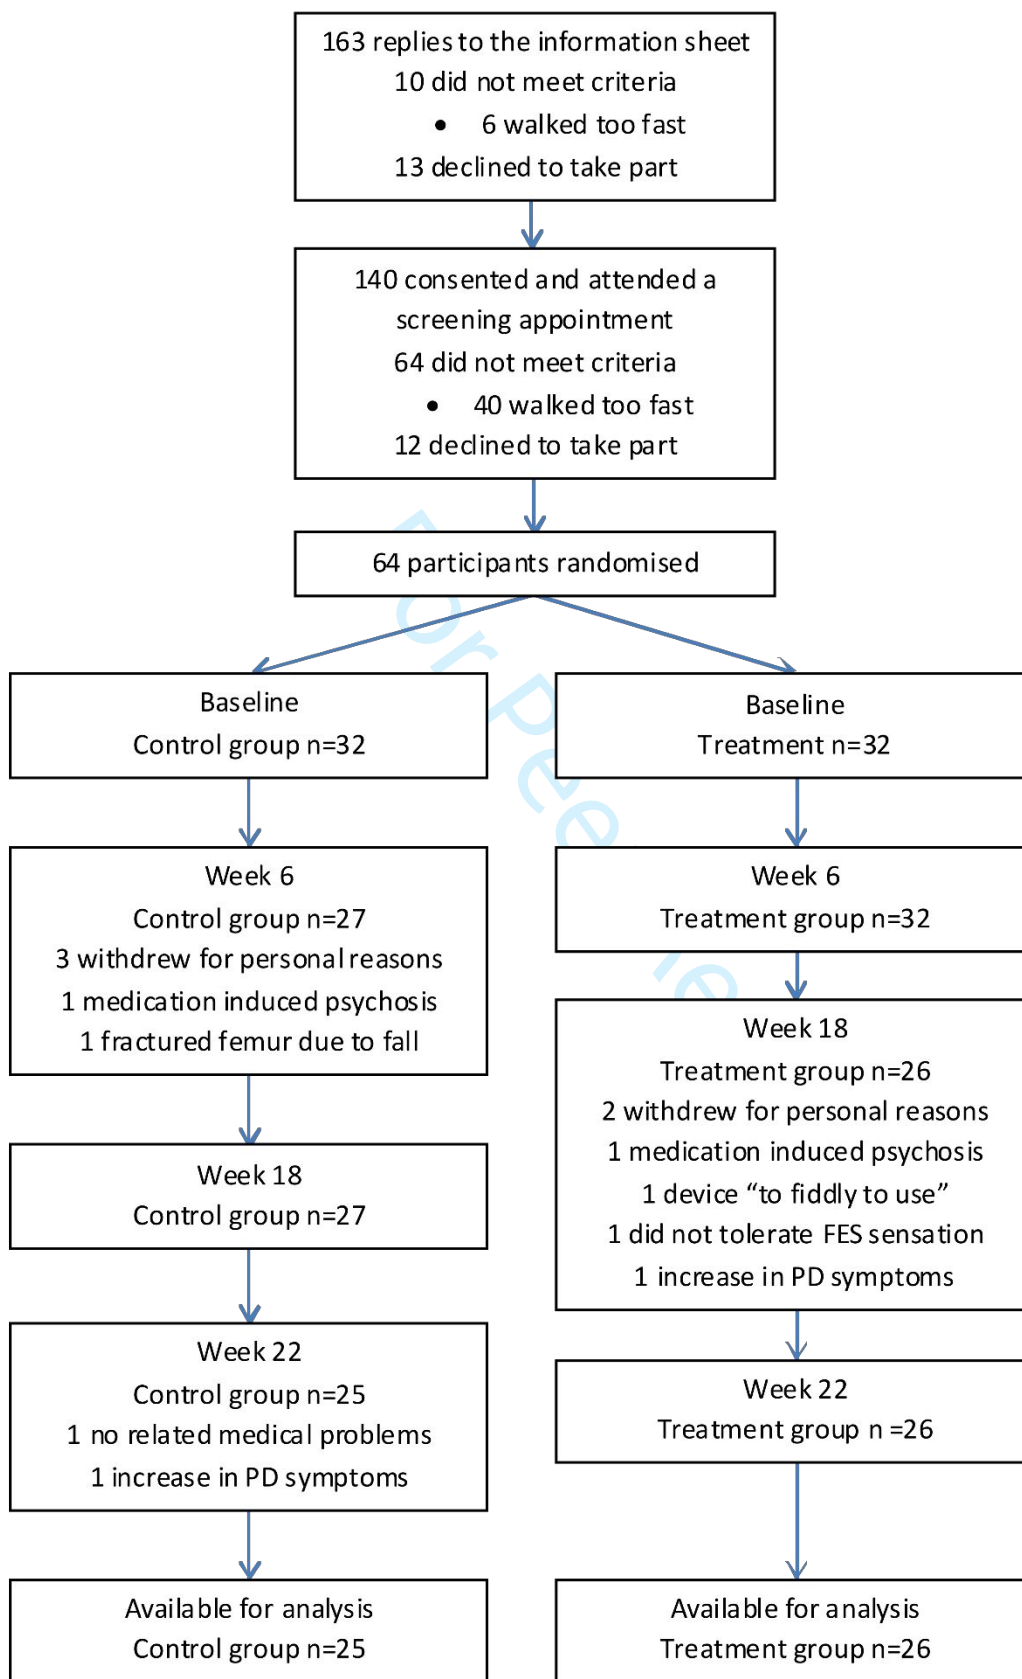 163 replies to the information sheet
10 did not meet criteria
• 6 walked too fast
13 declined to take part
140 consented and attended a
screening appointment
64 did not meet criteria
• 40 walked too fast
12 declined to take part
64 participants randomised
Baseline
Control group n=32
Baseline
Treatment n=32
Week 6
Control group n=27
3 withdrew for personal reasons
1 medication induced psychosis
1 fractured femur due to fall
Week 6
Treatment group n=32
Week 18
Control group n=27
Week 18
Treatment group n=26
2 withdrew for personal reasons
1 medication induced psychosis
1 device “to fiddly to use”
1 did not tolerate FES sensation
1 increase in PD symptoms
Week 22
Control group n=25
1 no related medical problems
1 increase in PD symptoms
Week 22
Treatment group n =26
Available for analysis
Control group n=25
Available for analysis
Treatment group n=26